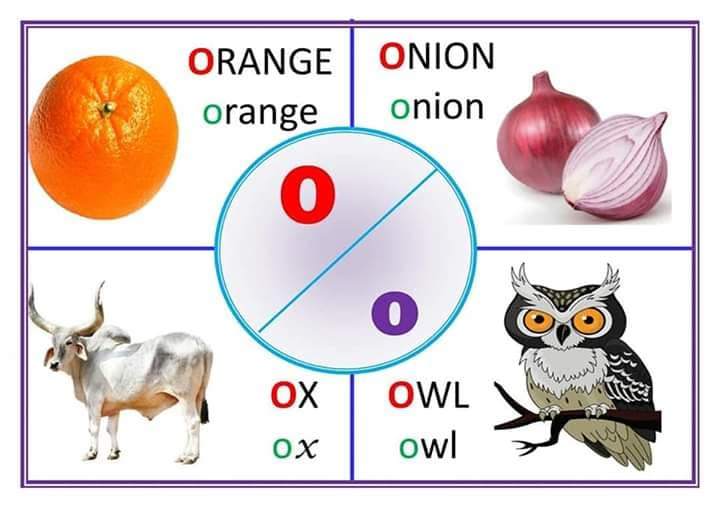 ORANGE
orange
ONION
onion
O
o
OX
ox
OWL
owl